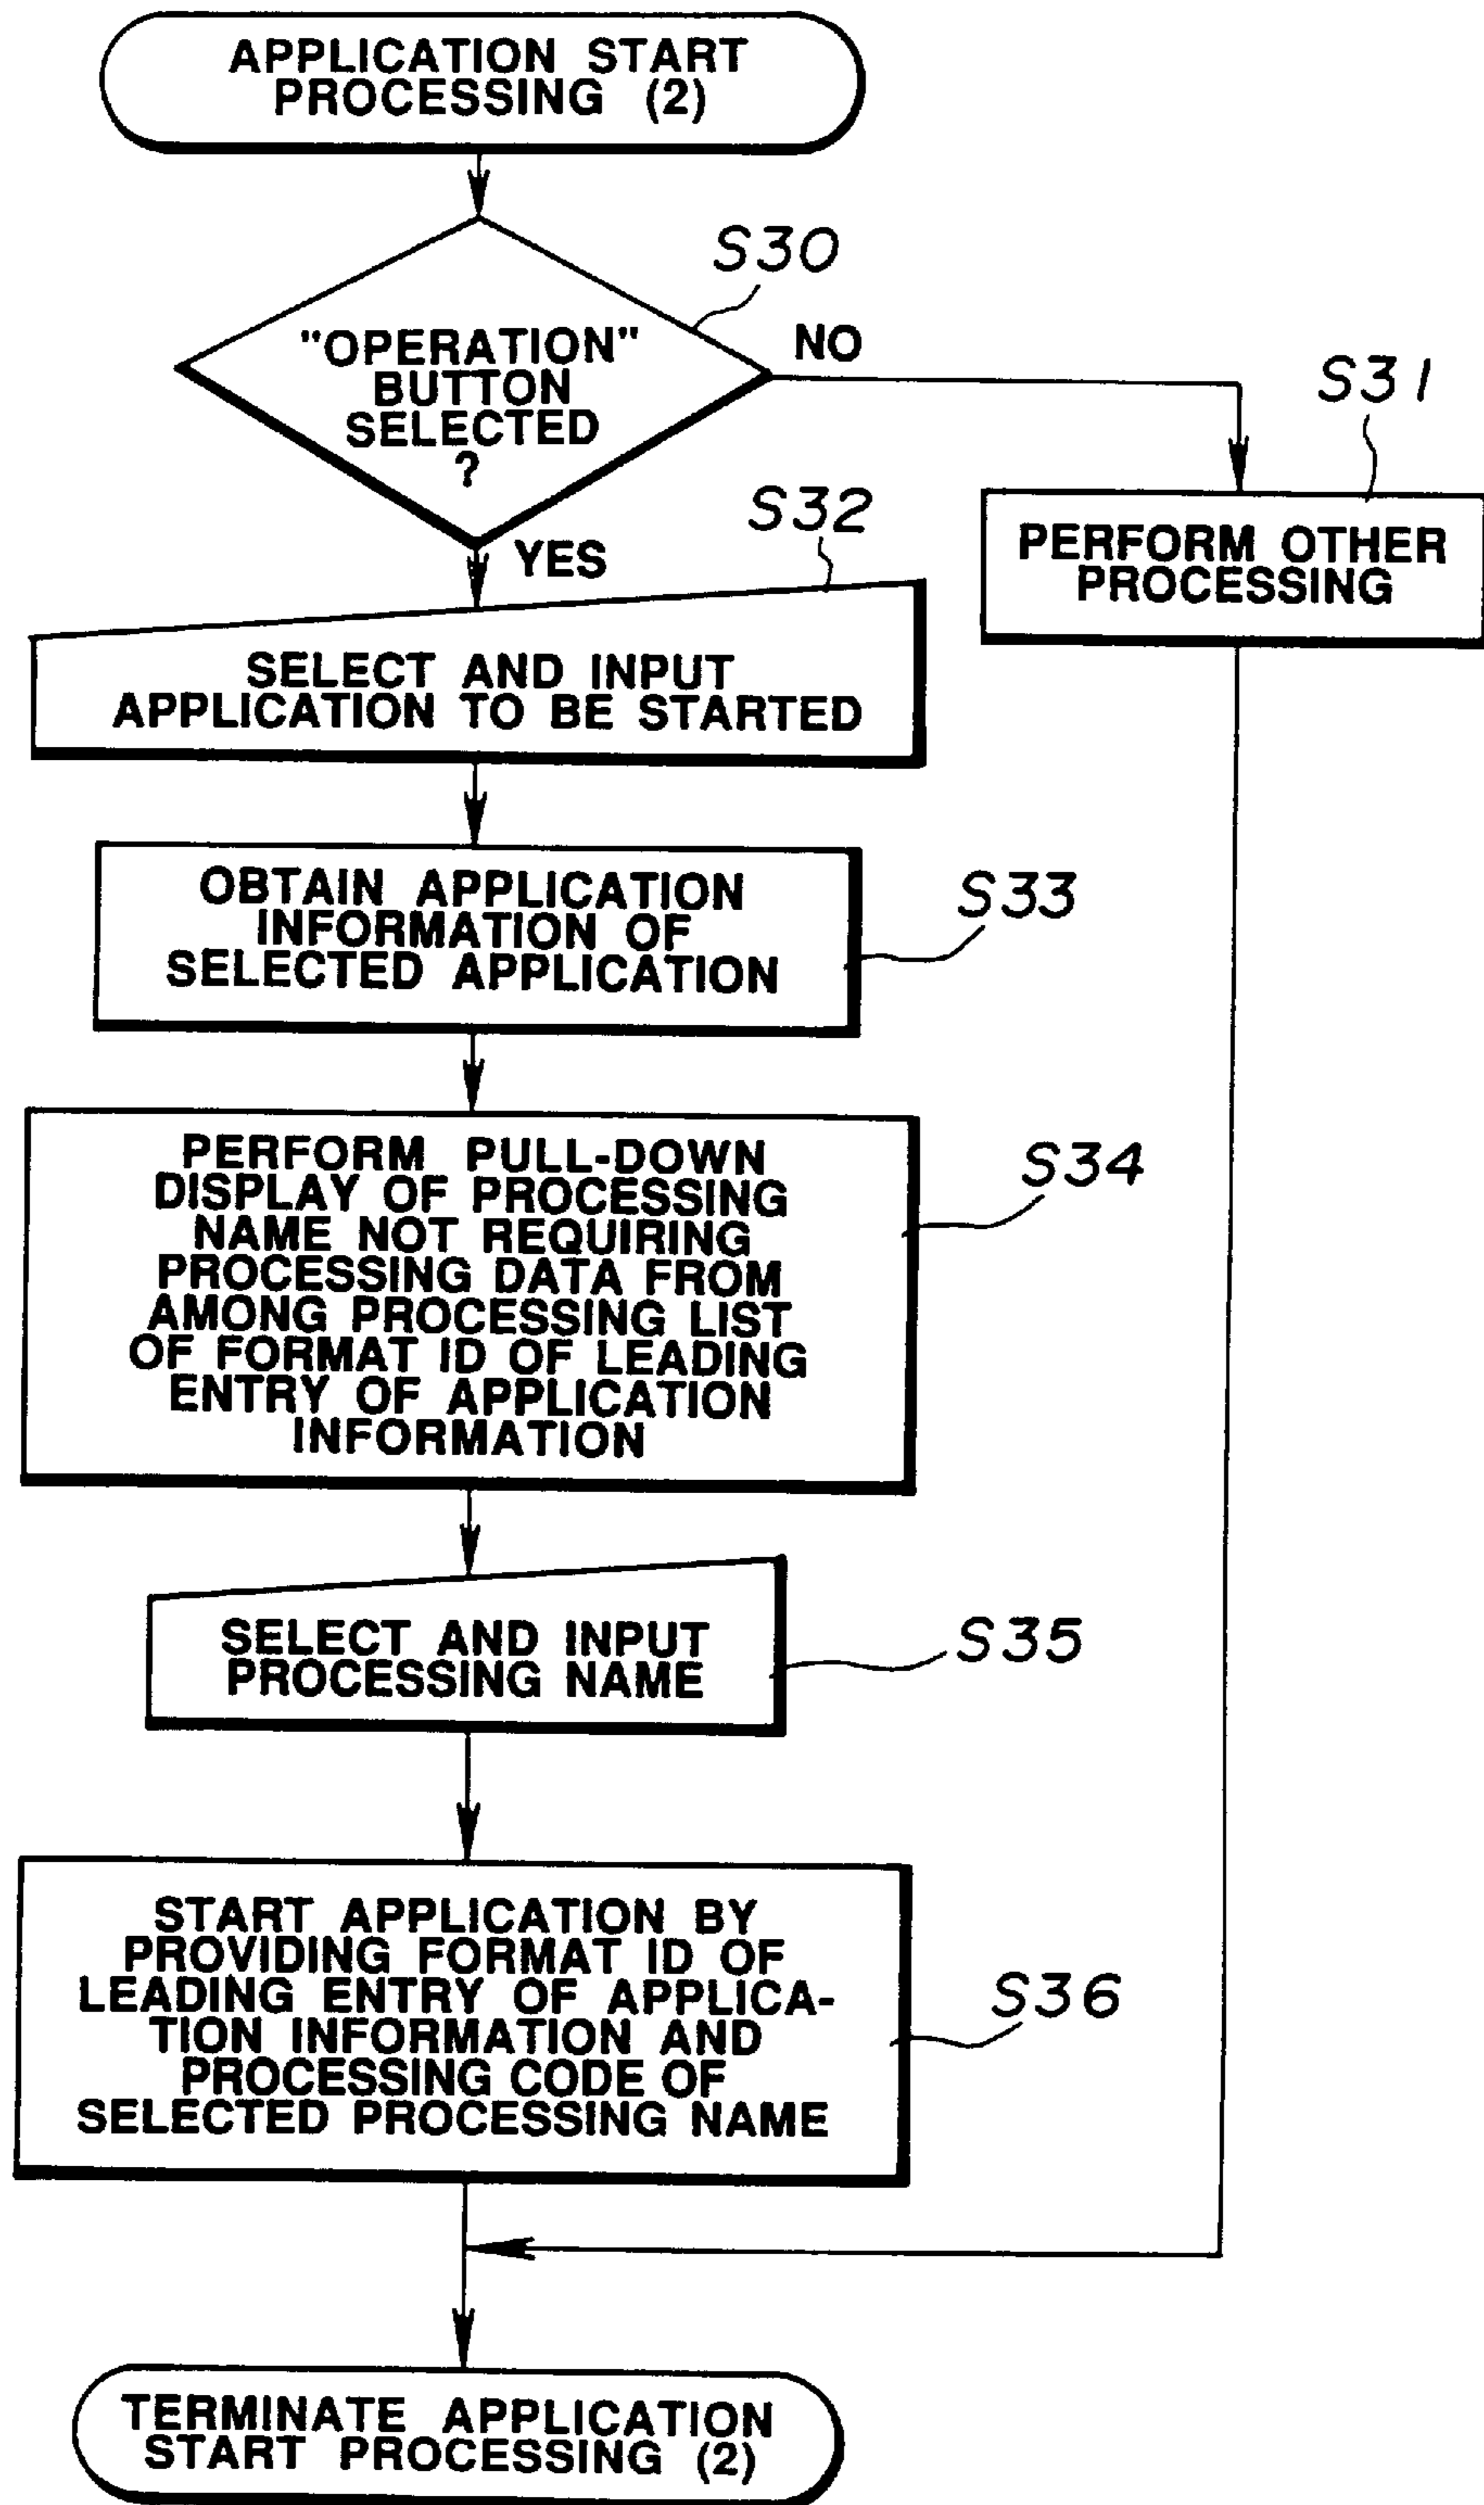 APPLICATION START
PROCESSING (2)
S30
"OPERATION"
BUTTON
SELECTED
?
NO
YES
S31
PERFORM OTHER
PROCESSING
S32
SELECT AND INPUT
APPLICATION TO BE STARTED
OBTAIN APPLICATION
INFORMATION OF
SELECTED APPLICATION
S33
PERFORM PULL-DOWN
DISPLAY OF PROCESSING
NAME NOT REQUIRING
PROCESSING DATA FROM
AMONG PROCESSING LIST
OF FORMAT ID OF LEADING
ENTRY OF APPLICATION
INFORMATION
S34
SELECT AND INPUT
PROCESSING NAME
S35
START APPLICATION BY
PROVIDING FORMAT ID OF
LEADING ENTRY OF APPLICA-
TION INFORMATION AND
PROCESSING CODE OF
SELECTED PROCESSING NAME
S36
TERMINATE APPLICATION
START PROCESSING (2)